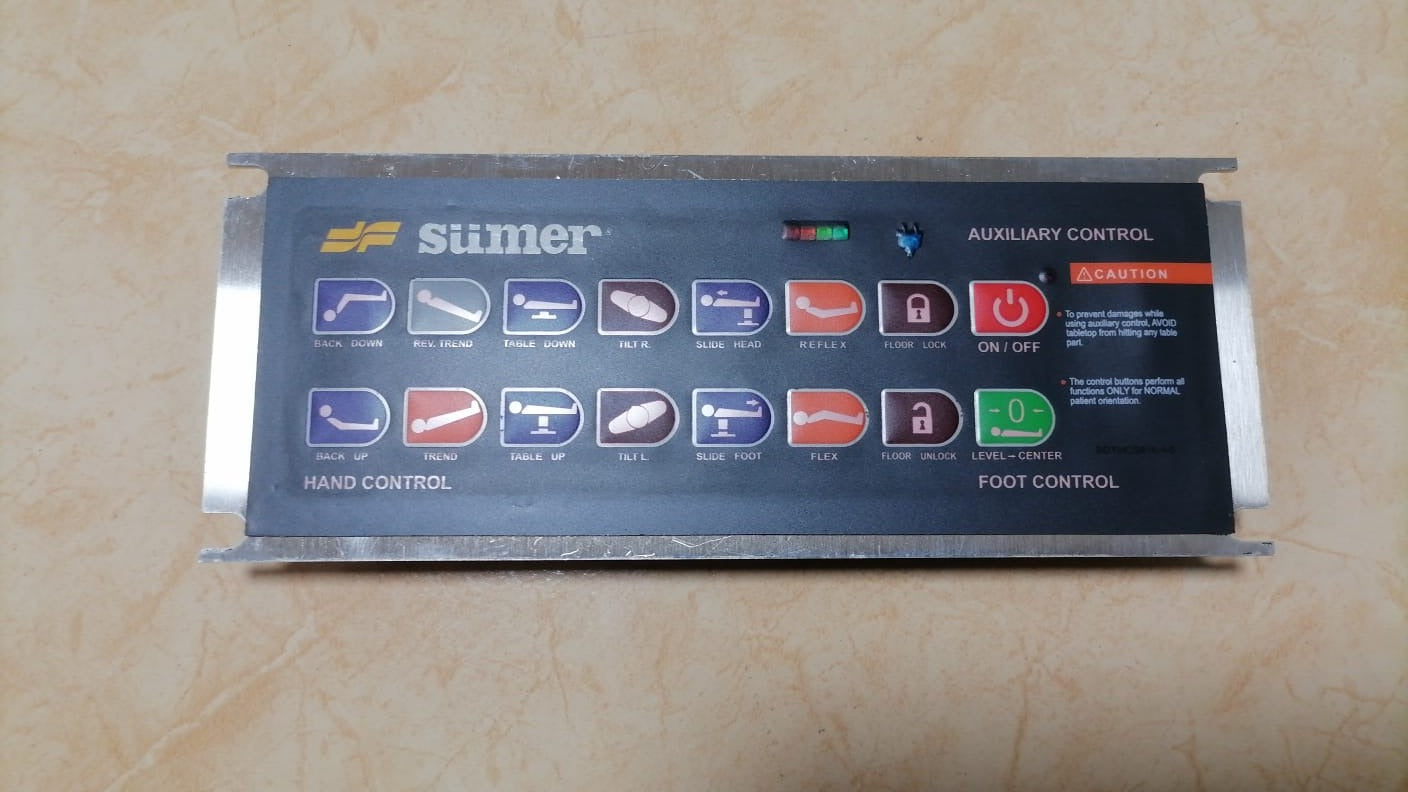 sümer
AUXILIARY CONTROL
CAUTION
BACK DOWN
REV. TREND
TABLE DOWN
TILT R.
SLIDE HEAD
REFLEX
FLOOR LOCK
ON / OFF
To prevent damages while
using auxiliary control, AVOID
tabletop from hitting any table
part.
The control buttons perform all
functions ONLY for NORMAL
patient orientation.
0
BACK UP
TREND
TABLE UP
TILT L.
SLIDE FOOT
FLEX
FLOOR UNLOCK
LEVEL → CENTER
HAND CONTROL
FOOT CONTROL